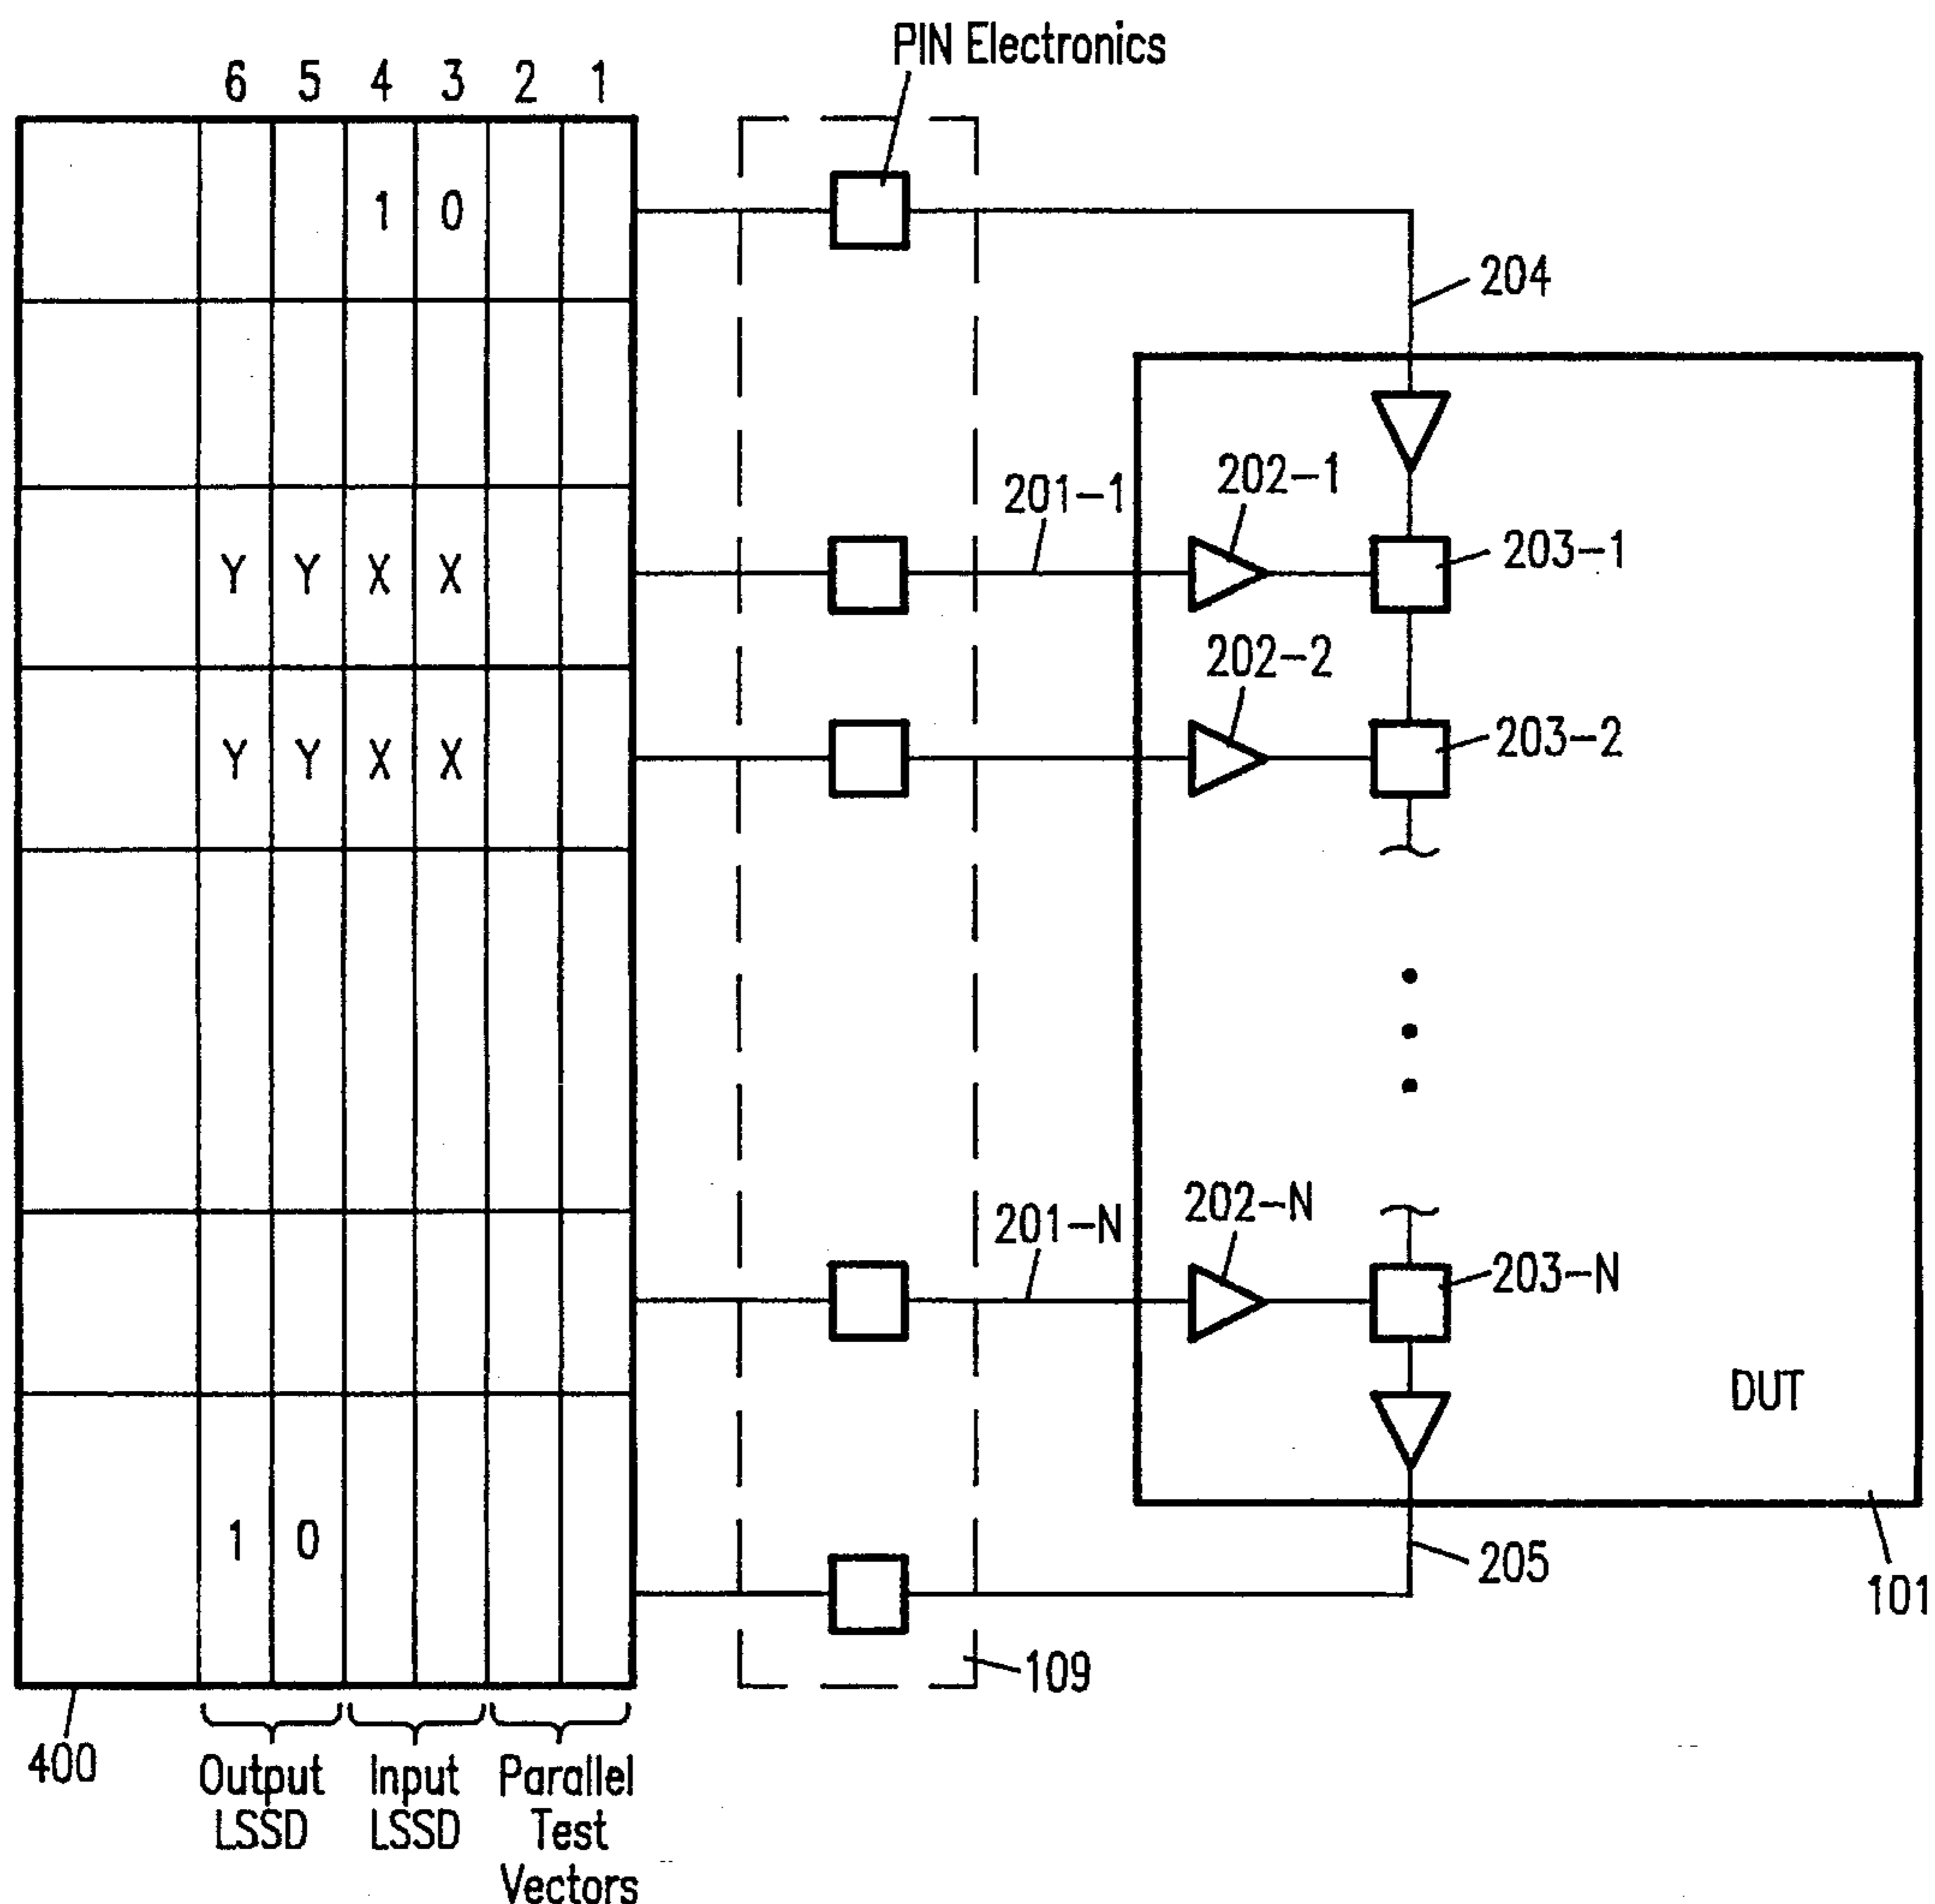 PIN Electronics
6 5 4 3 2 1
1 0
204
202-1
201-1
203-1
Y Y X X
202-2
203-2
Y Y X X
202-N
201-N
203-N
DUT
1 0
205
101
109
400
Output LSSD
Input LSSD
Parallel Test Vectors